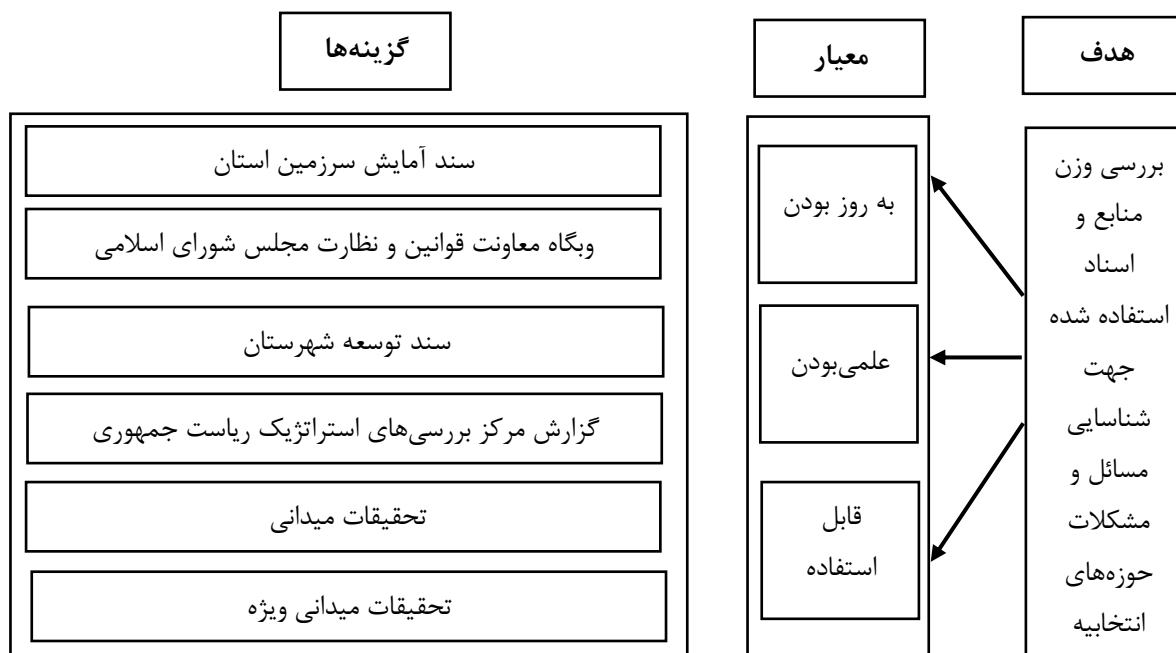 هدف
معیار
گزینه‌ها
بررسی وزن
منابع و
اسناد
استفاده شده
جهت
شناسایی
مسائل و
مشکلات
حوزه‌های
انتخابیه
به روز بودن
علمی‌بودن
قابل
استفاده
سند آمایش سرزمین استان
وبگاه معاونت قوانین و نظارت مجلس شورای اسلامی
سند توسعه شهرستان
گزارش مرکز بررسی‌های استراتژیک ریاست جمهوری
تحقیقات میدانی
تحقیقات میدانی ویژه